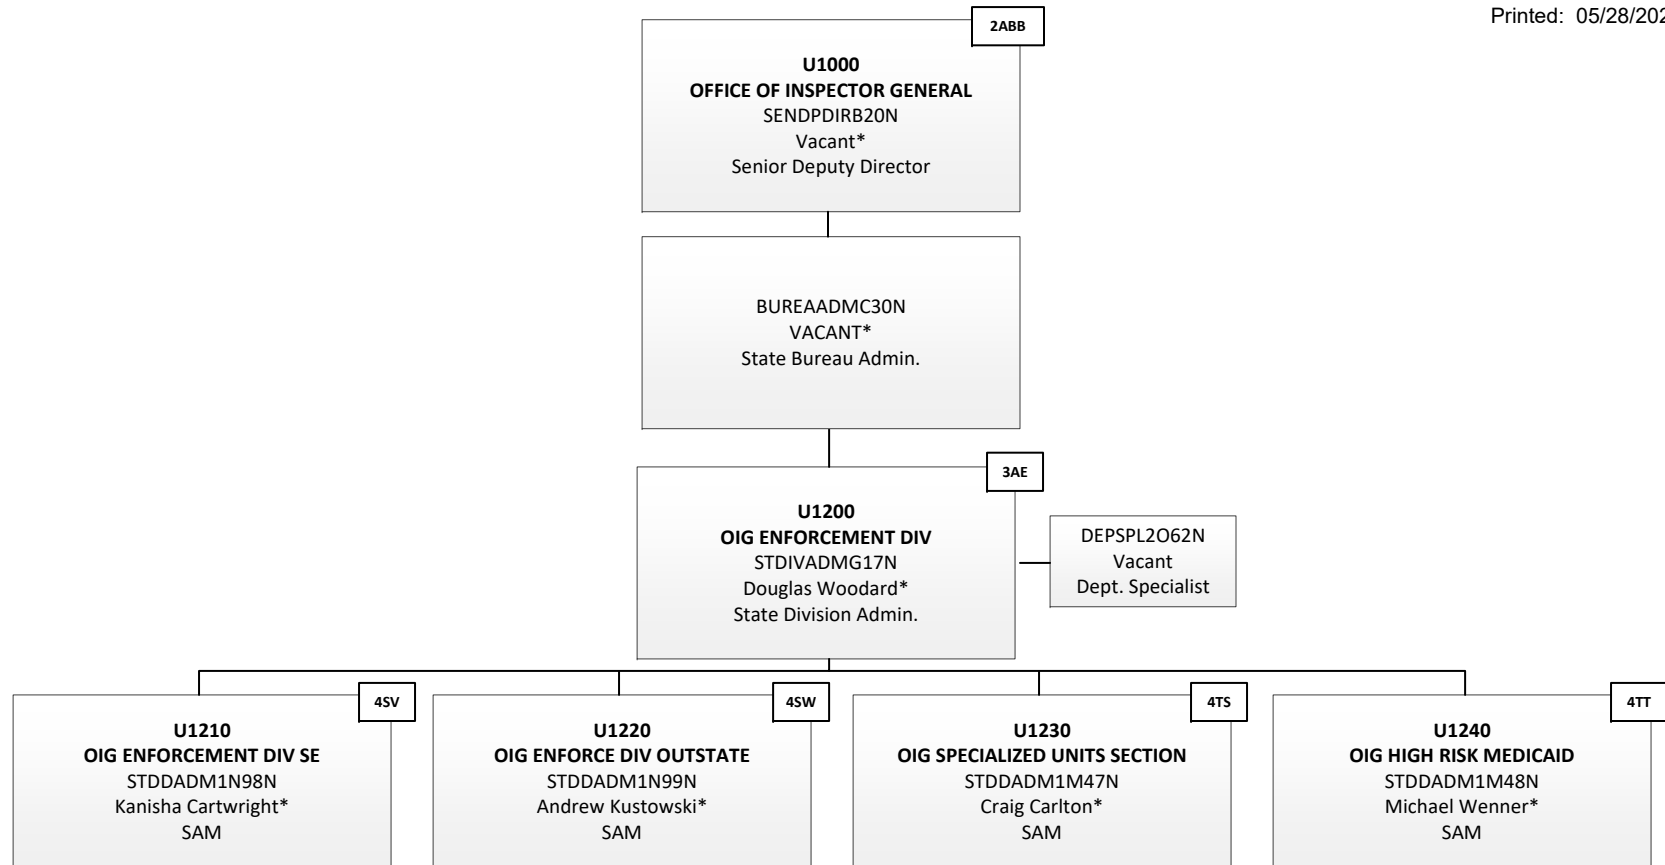 Printed: 05/28/202
2ABB
U1000
OFFICE OF INSPECTOR GENERAL
SENDPDIRB20N
Vacant*
Senior Deputy Director
BUREAADMC30N
VACANT*
State Bureau Admin.
3AE
U1200
OIG ENFORCEMENT DIV
STDIVADMG17N
Douglas Woodard*
State Division Admin.
DEPSPL2O62N
Vacant
Dept. Specialist
4SV
U1210
OIG ENFORCEMENT DIV SE
STDDADM1N98N
Kanisha Cartwright*
SAM
4SW
U1220
OIG ENFORCE DIV OUTSTATE
STDDADM1N99N
Andrew Kustowski*
SAM
4TS
U1230
OIG SPECIALIZED UNITS SECTION
STDDADM1M47N
Craig Carlton*
SAM
4TT
U1240
OIG HIGH RISK MEDICAID
STDDADM1M48N
Michael Wenner*
SAM